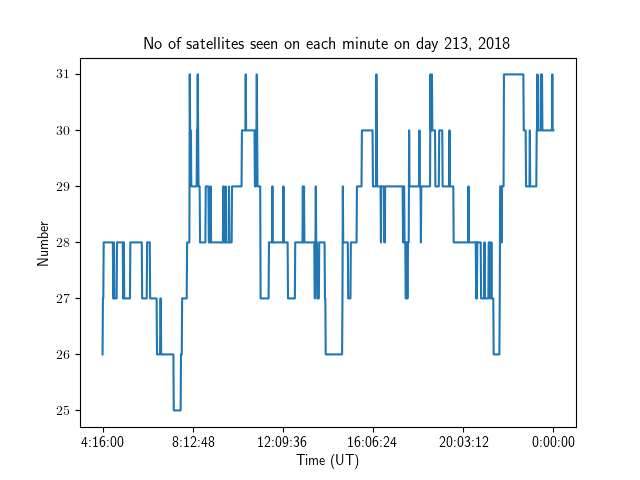 No of satellites seen on each minute on day 213, 2018
31
30
29
28
27
26
25
Number
4:16:00 8:12:48 12:09:36 16:06:24 20:03:12 0:00:00
Time (UT)